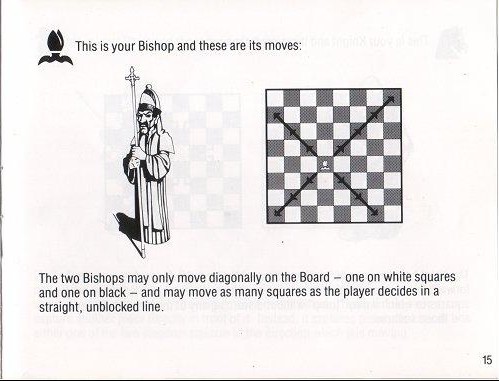 This is your Bishop and these are its moves:
The two Bishops may only move diagonally on the Board – one on white squares
and one on black – and may move as many squares as the player decides in a
straight, unblocked line.
15